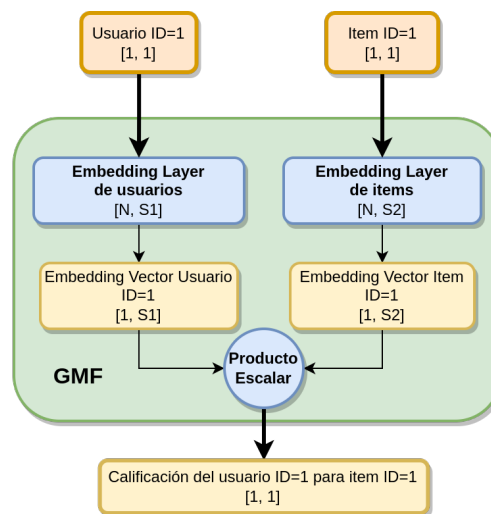 Usuario ID=1
[1, 1]
Item ID=1
[1, 1]
Embedding Layer
de usuarios
[N, S1]
Embedding Layer
de items
[N, S2]
Embedding Vector Usuario
ID=1
[1, S1]
Embedding Vector Item
ID=1
[1, S2]
Producto
Escalar
GMF
Calificación del usuario ID=1 para item ID=1
[1, 1]